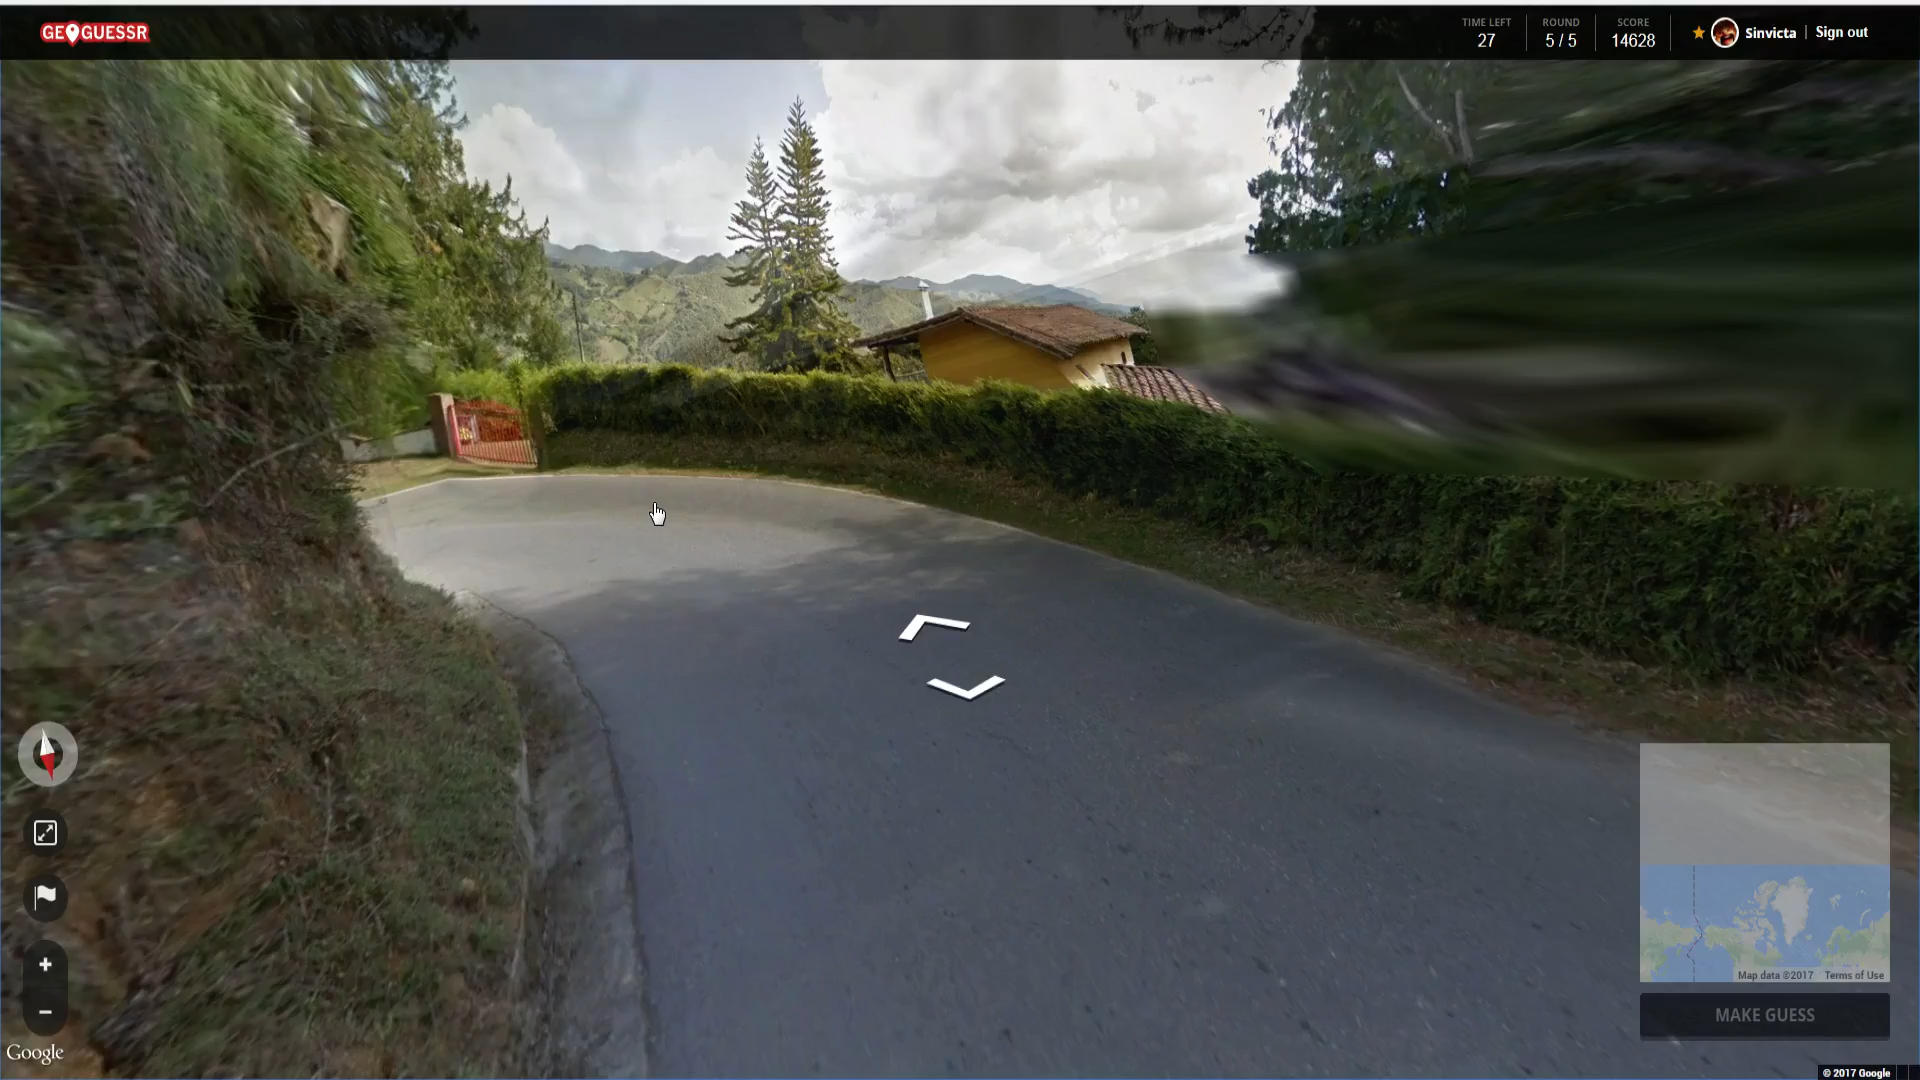 GEOGUESSR
TIME LEFT
27
ROUND
5 / 5
SCORE
14628
Sinvicta | Sign out
Map data ©2017 Terms of Use
MAKE GUESS
Google
© 2017 Google